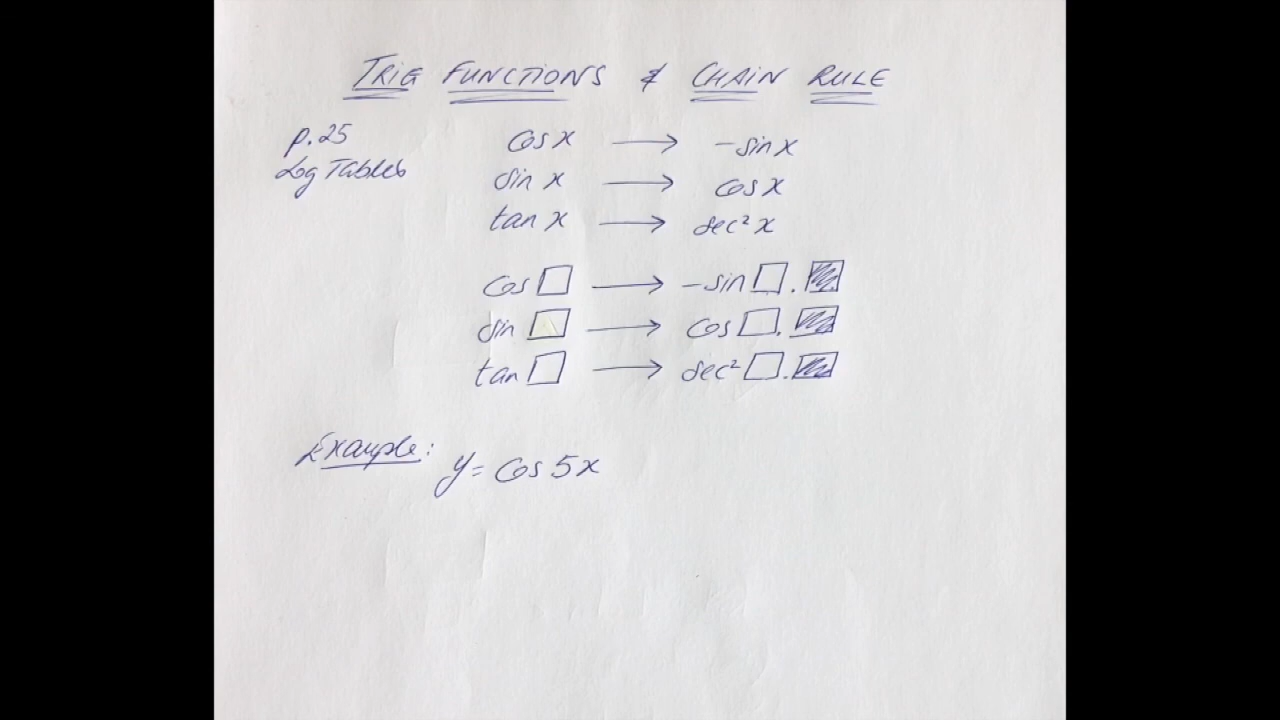 TRIG FUNCTIONS & CHAIN RULE
p.25
Log Tables
cos x → -sin x
sin x → cos x
tan x → sec² x
cos □ → -sin □ . ▨
sin □ → cos □ . ▨
tan □ → sec² □ . ▨
Example: y = cos 5x